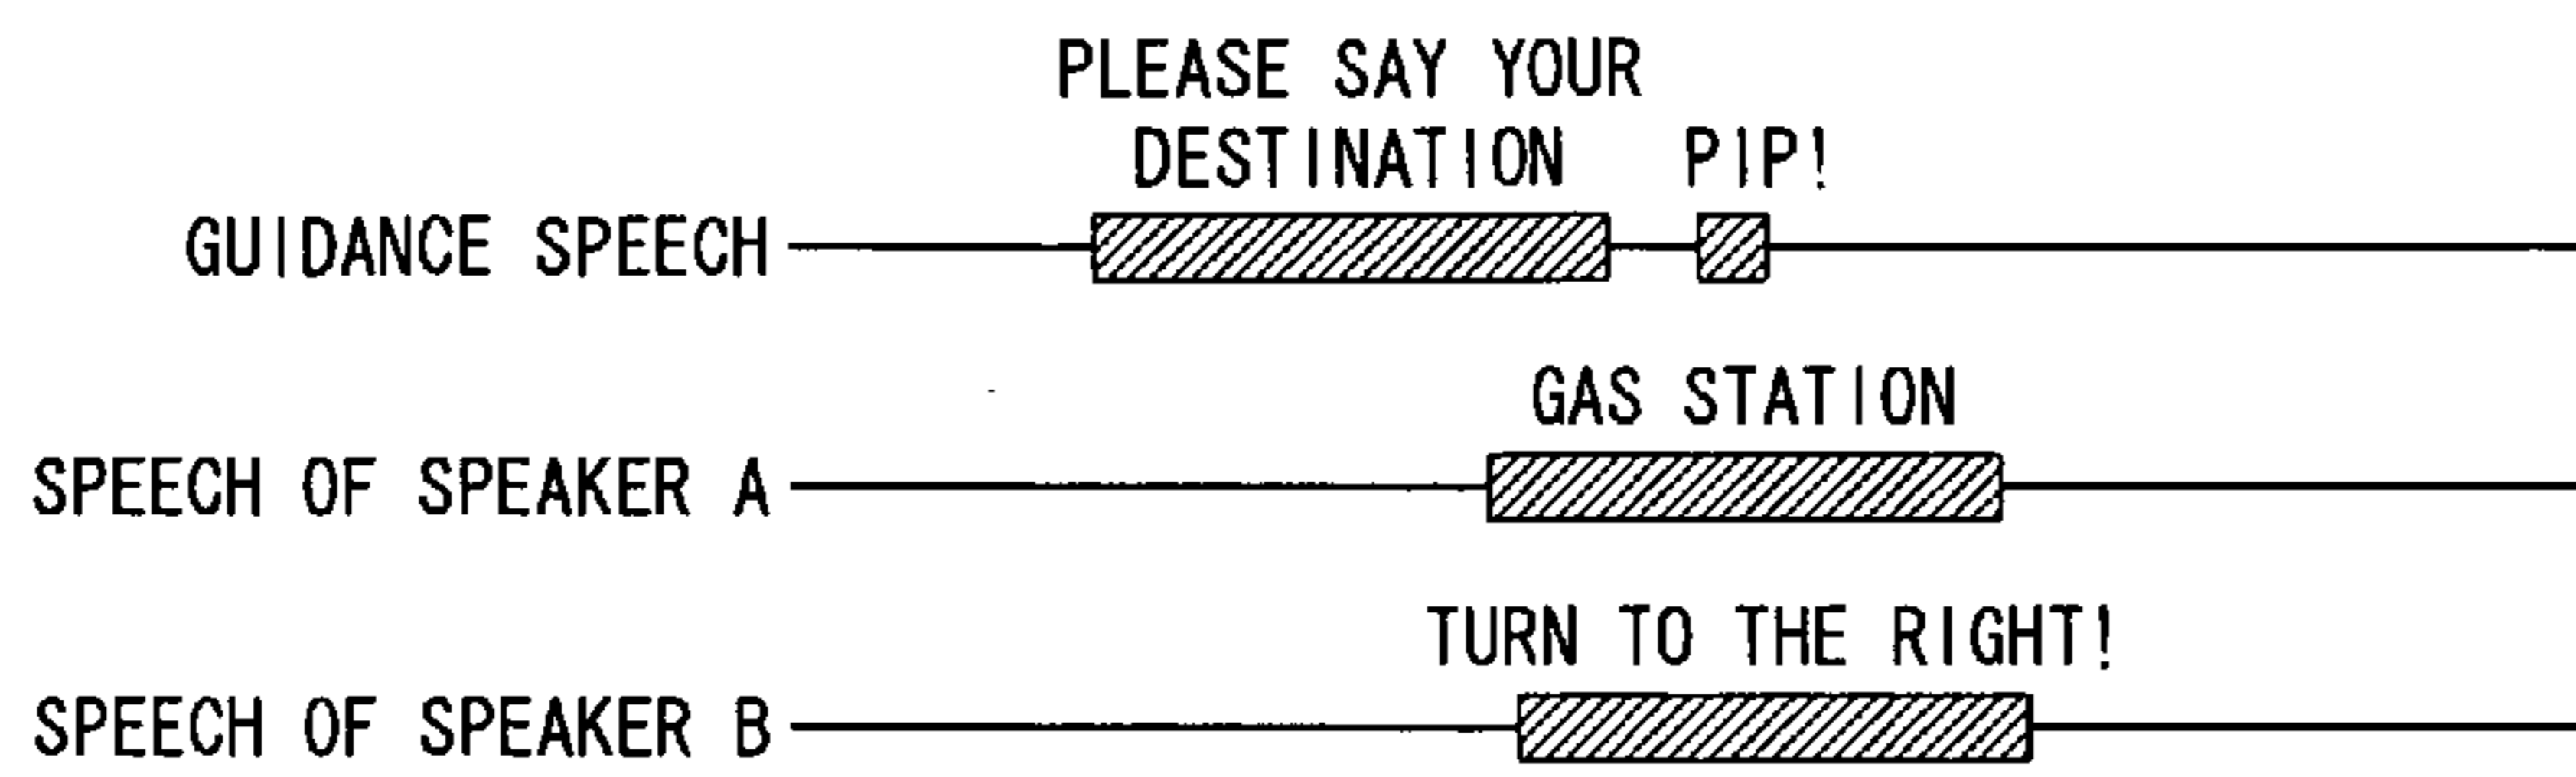 PLEASE SAY YOUR
DESTINATION PIP!
GUIDANCE SPEECH
GAS STATION
SPEECH OF SPEAKER A
TURN TO THE RIGHT!
SPEECH OF SPEAKER B